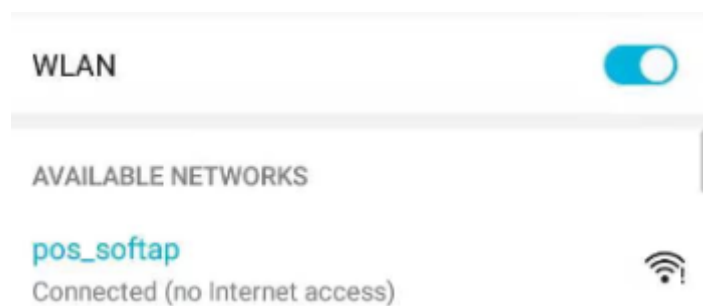 WLAN
AVAILABLE NETWORKS
pos_softap
Connected (no Internet access)